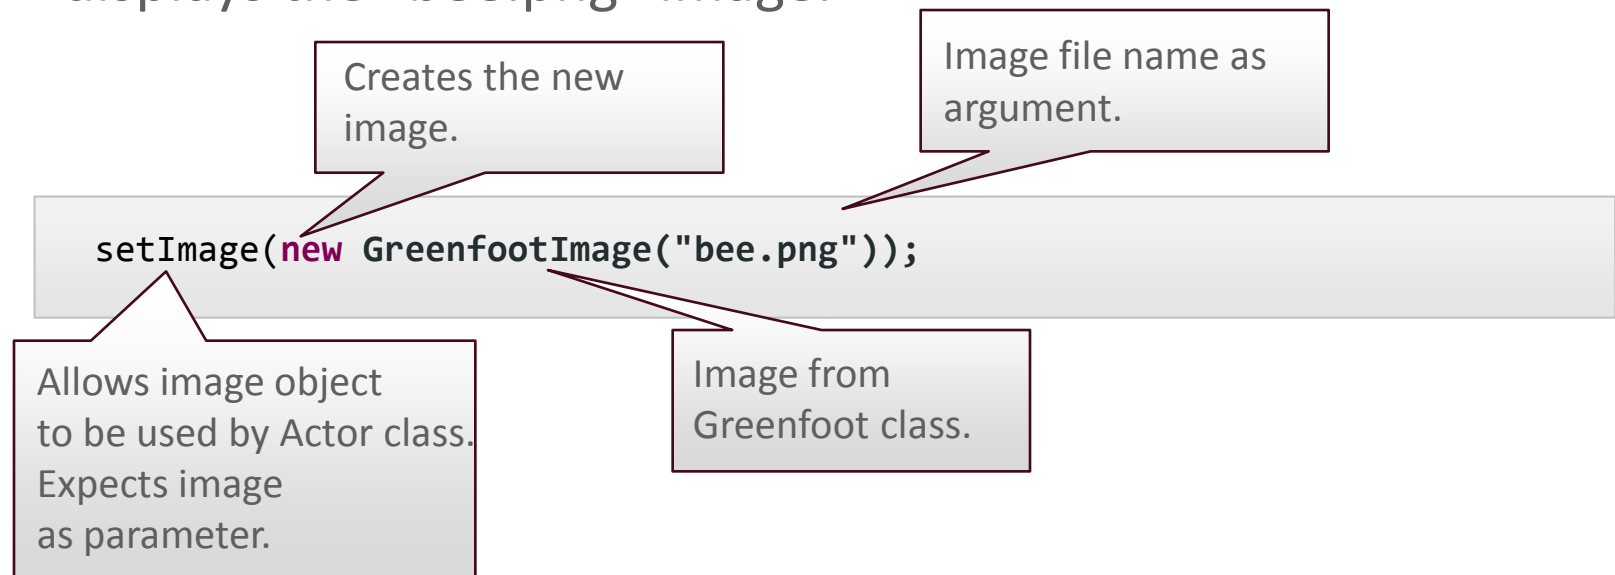 Creates the new
image.
Image file name as
argument.
setImage(new GreenfootImage("bee.png"));
Allows image object
to be used by Actor class.
Expects image
as parameter.
Image from
Greenfoot class.